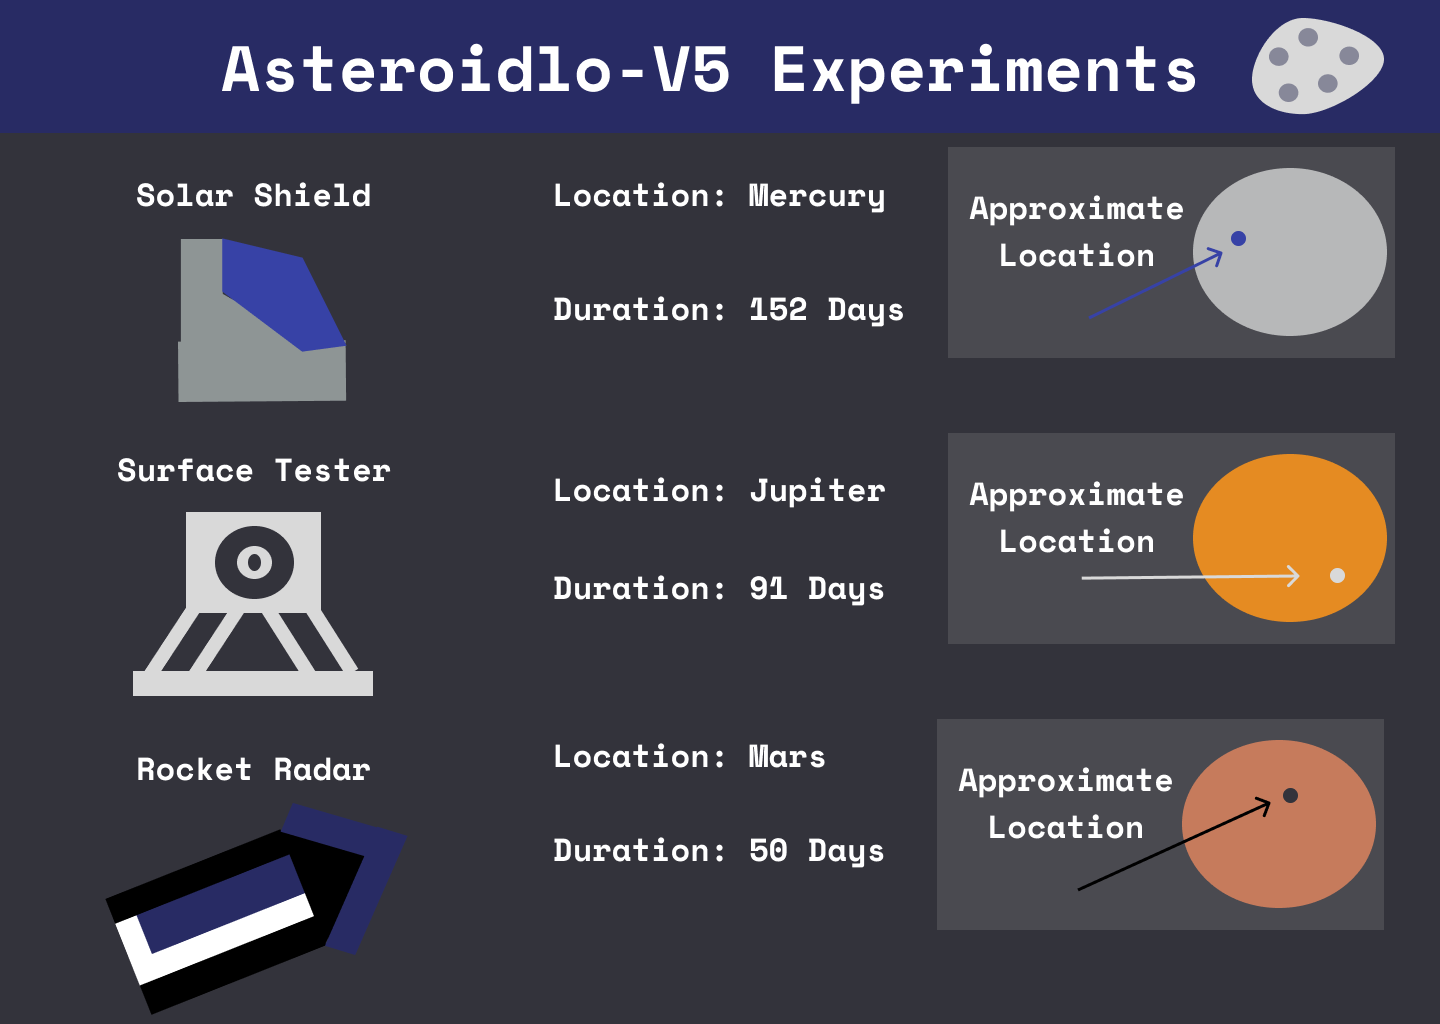 Asteroidlo-V5 Experiments
Solar Shield
Location: Mercury
Duration: 152 Days
Approximate
Location
Surface Tester
Location: Jupiter
Duration: 91 Days
Approximate
Location
Rocket Radar
Location: Mars
Duration: 50 Days
Approximate
Location